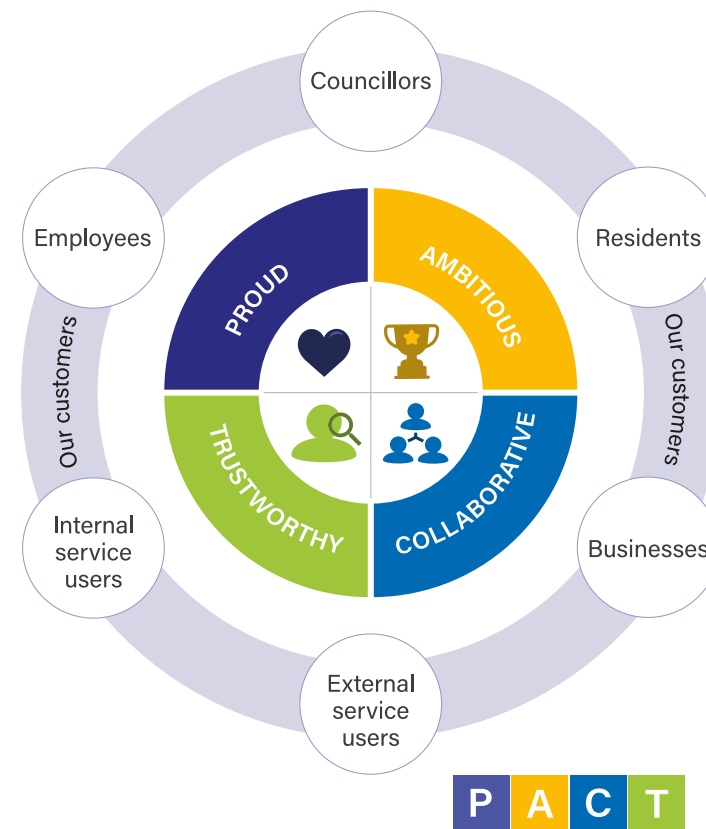 Councillors
Employees
Residents
PROUD
AMBITIOUS
Our customers
Our customers
TRUSTWORTHY
COLLABORATIVE
Internal
service
users
Businesses
External
service
users
P A C T